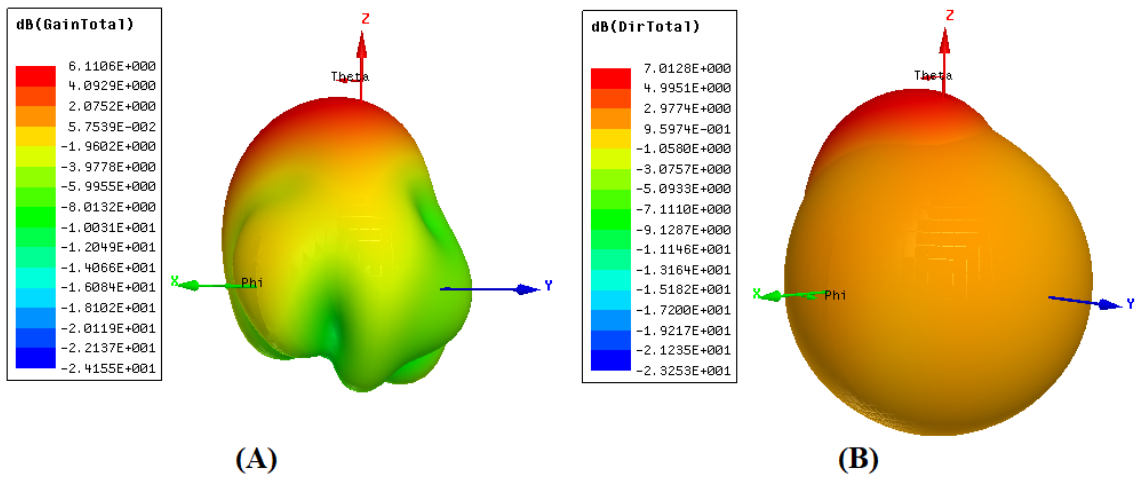 dB(GainTotal)
6.1106E+000
4.0929E+000
2.0752E+000
5.7539E-002
-1.9602E+000
-3.9778E+000
-5.9955E+000
-8.0132E+000
-1.0031E+001
-1.2049E+001
-1.4066E+001
-1.6084E+001
-1.8102E+001
-2.0119E+001
-2.2137E+001
-2.4155E+001
Z
Theta
X
Phi
Y
(A)
dB(DirTotal)
7.0128E+000
4.9951E+000
2.9774E+000
9.5974E-001
-1.0580E+000
-3.0757E+000
-5.0933E+000
-7.1110E+000
-9.1287E+000
-1.1146E+001
-1.3164E+001
-1.5182E+001
-1.7200E+001
-1.9217E+001
-2.1235E+001
-2.3253E+001
Z
Theta
X
Phi
Y
(B)